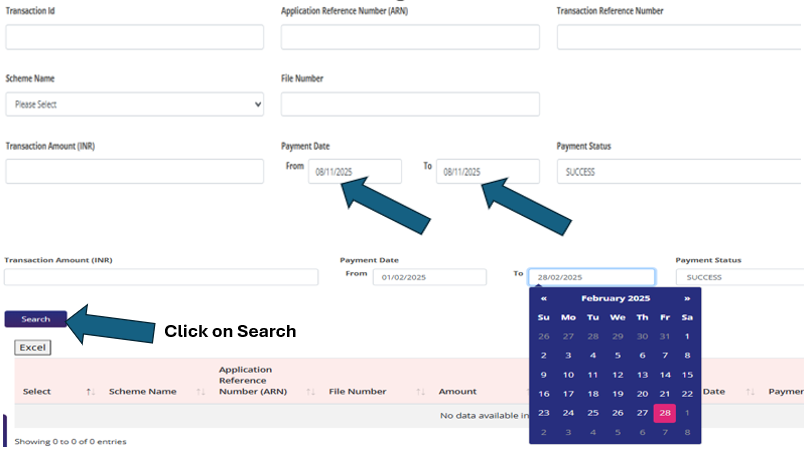 Transaction Id Application Reference Number (ARN) Transaction Reference Number
Scheme Name File Number
Please Select
Transaction Amount (INR) Payment Date Payment Status
From 08/11/2025 To 08/11/2025 SUCCESS
Transaction Amount (INR) Payment Date Payment Status
From 01/02/2025 To 28/02/2025 SUCCESS
« February 2025 »
Su Mo Tu We Th Fr Sa
26 27 28 29 30 31 1
2 3 4 5 6 7 8
9 10 11 12 13 14 15
16 17 18 19 20 21 22
23 24 25 26 27 28 1
2 3 4 5 6 7 8
Search
Click on Search
Excel
Select Scheme Name Application Reference Number (ARN) File Number Amount Date
No data available in
Showing 0 to 0 of 0 entries